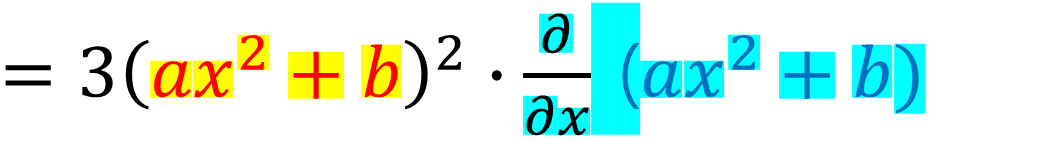 = 3(ax² + b)² · ∂/∂x (ax² + b)